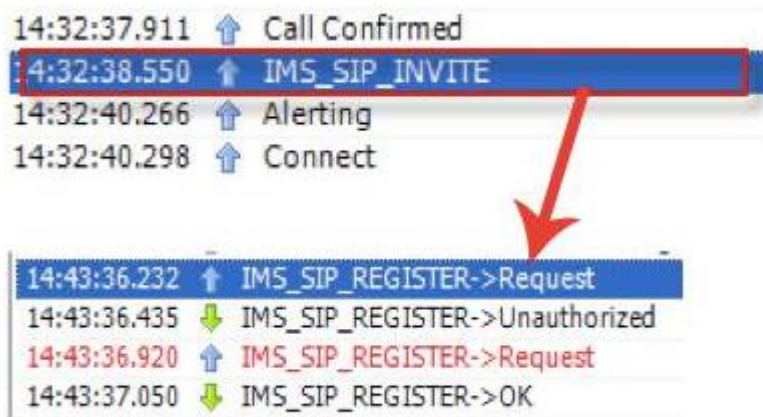 14:32:37.911 Call Confirmed
14:32:38.550 IMS_SIP_INVITE
14:32:40.266 Alerting
14:32:40.298 Connect
14:43:36.232 IMS_SIP_REGISTER->Request
14:43:36.435 IMS_SIP_REGISTER->Unauthorized
14:43:36.920 IMS_SIP_REGISTER->Request
14:43:37.050 IMS_SIP_REGISTER->OK